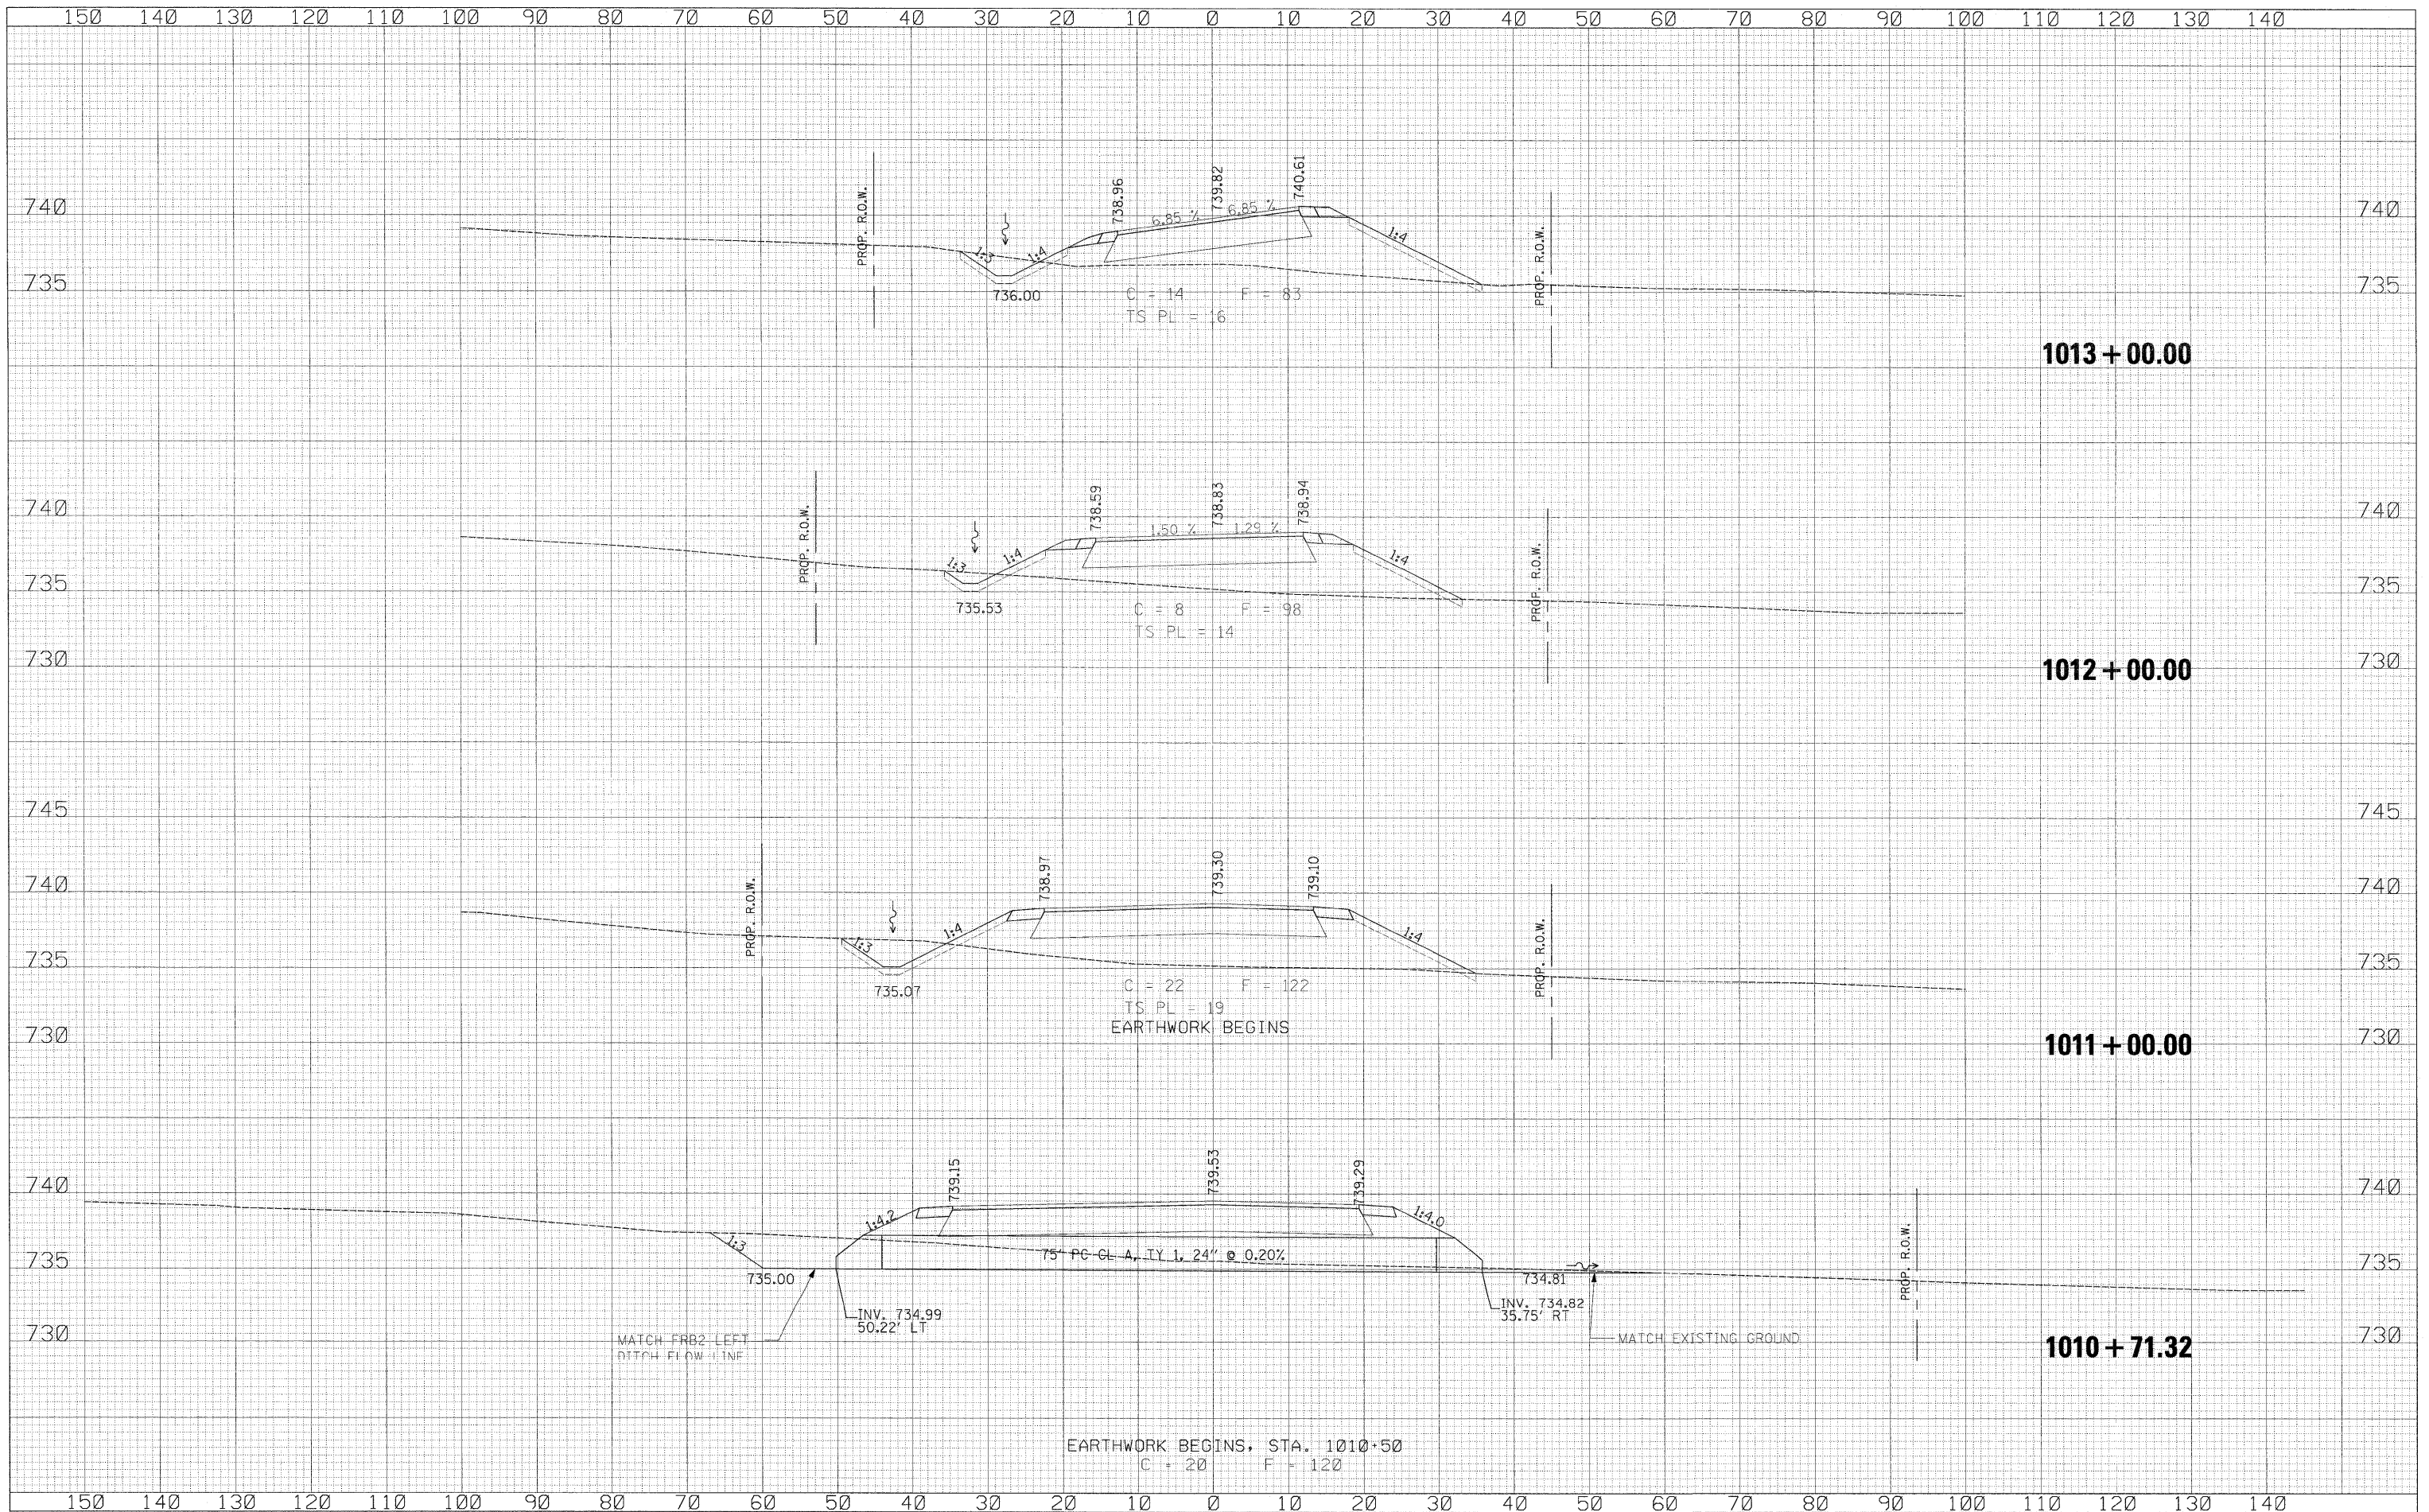 150 140 130 120 110 100 90 80 70 60 50 40 30 20 10 0 10 20 30 40 50 60 70 80 90 100 110 120 130 140
PROP. R.O.W.
738.96
739.82
740.61
6.85 % 6.85 %
PROP. R.O.W.
740 740
1:3 1:4 1:4
735 735
736.00
C = 14 F = 83
TS PL = 16
1013 + 00.00
PROP. R.O.W.
738.59
738.83
738.94
1.50 % 1.29 %
PROP. R.O.W.
740 740
1:3 1:4 1:4
735 735
735.53
C = 8 F = 98
TS PL = 14
730 730
1012 + 00.00
745 745
PROP. R.O.W.
738.97
739.30
739.10
PROP. R.O.W.
740 740
1:3 1:4 1:4
735 735
735.07
C = 22 F = 122
TS PL = 19
EARTHWORK BEGINS
730 730
1011 + 00.00
739.15
739.53
739.29
740 740
1:4.2 1:4.0
1:3
75' PC CL A, TY 1, 24" @ 0.20%
PROP. R.O.W.
735 735
735.00
734.81
INV. 734.99
50.22' LT
INV. 734.82
35.75' RT
MATCH FRB2 LEFT
DITCH FLOW LINE
MATCH EXISTING GROUND
730 730
1010 + 71.32
EARTHWORK BEGINS, STA. 1010+50
C = 20 F = 120
150 140 130 120 110 100 90 80 70 60 50 40 30 20 10 0 10 20 30 40 50 60 70 80 90 100 110 120 130 140